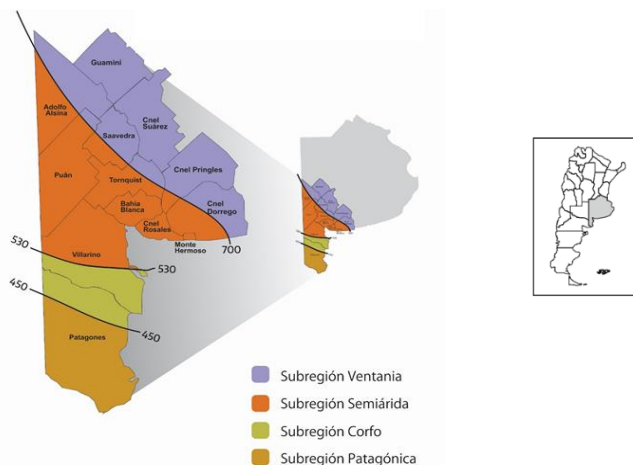 Guaminí
Adolfo
Alsina
Cnel
Suárez
Saavedra
Cnel Pringles
Puán
Tornquist
Cnel
Dorrego
Bahía
Blanca
Cnel
Rosales
Monte
Hermoso
700
530
Villarino
530
450
450
Patagones
Subregión Ventania
Subregión Semiárida
Subregión Corfo
Subregión Patagónica